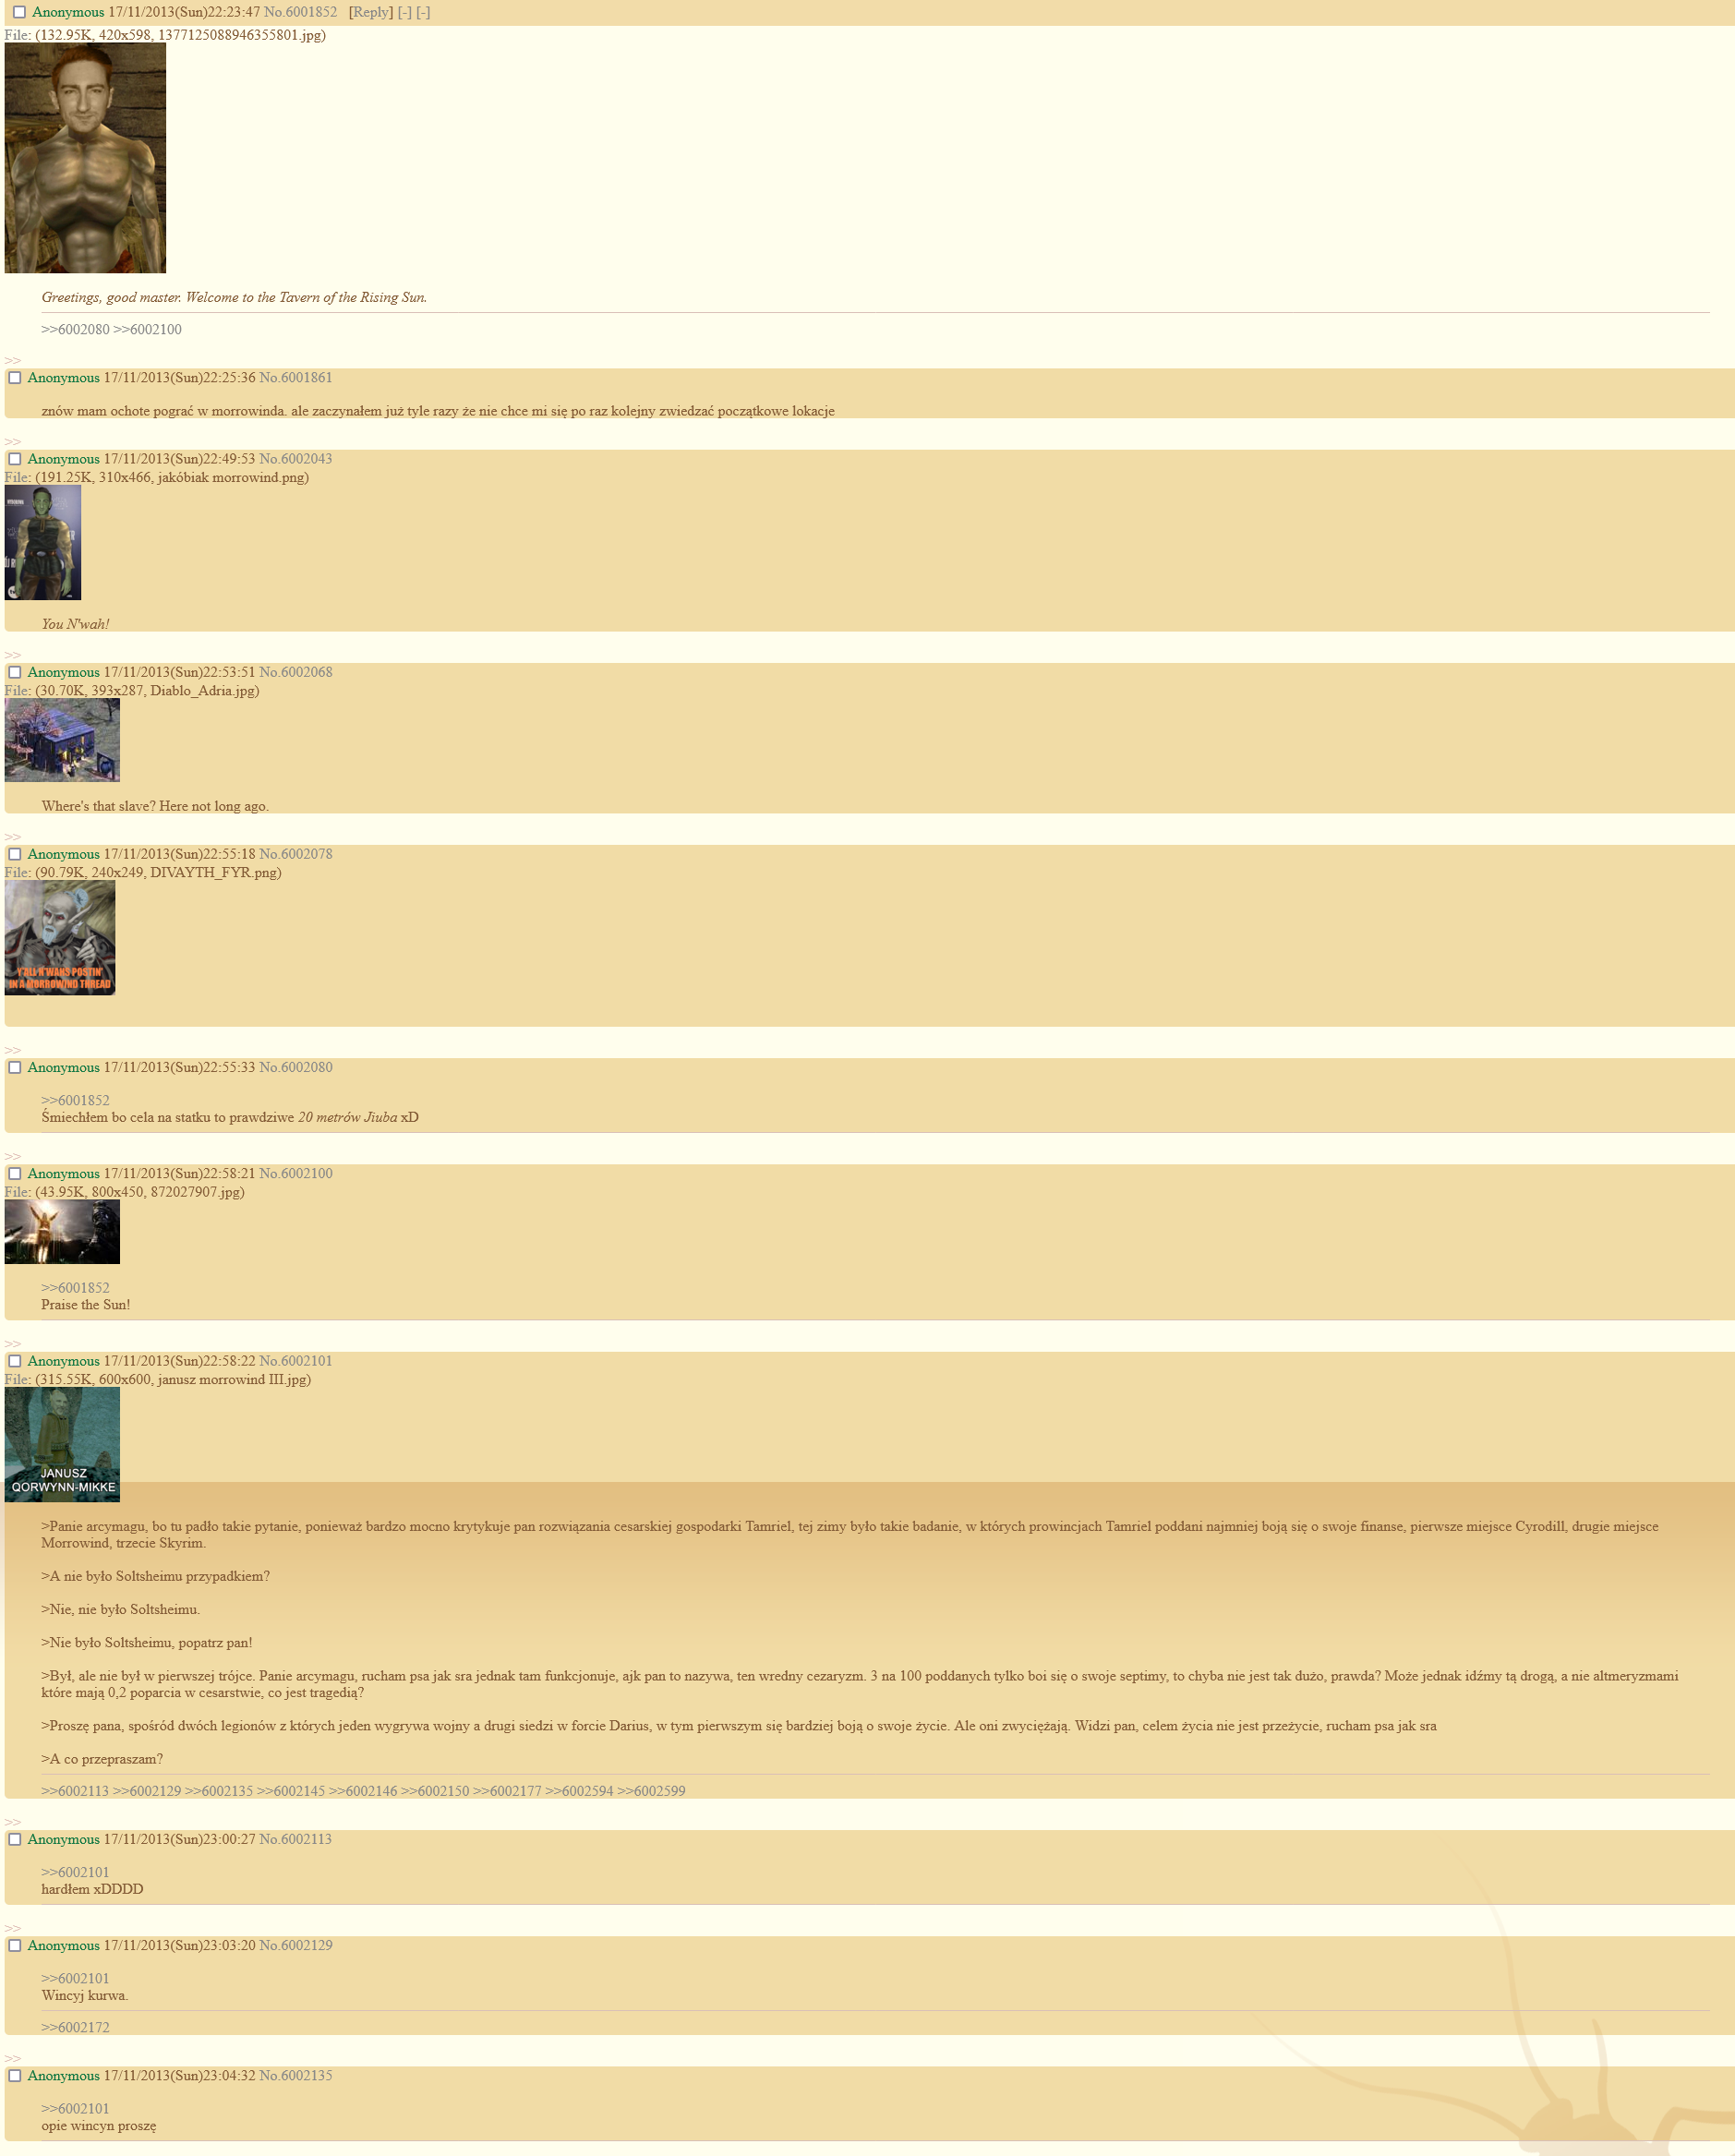 Anonymous 17/11/2013(Sun)22:23:47 No.6001852 [Reply] [-] [-]
File: (132.95K, 420x598, 1377125088946355801.jpg)
Greetings, good master. Welcome to the Tavern of the Rising Sun.
>>6002080 >>6002100
>>
Anonymous 17/11/2013(Sun)22:25:36 No.6001861
znów mam ochote pograć w morrowinda. ale zaczynałem już tyle razy że nie chce mi się po raz kolejny zwiedzać początkowe lokacje
>>
Anonymous 17/11/2013(Sun)22:49:53 No.6002043
File: (191.25K, 310x466, jakóbiak morrowind.png)
You N'wah!
>>
Anonymous 17/11/2013(Sun)22:53:51 No.6002068
File: (30.70K, 393x287, Diablo_Adria.jpg)
Where's that slave? Here not long ago.
>>
Anonymous 17/11/2013(Sun)22:55:18 No.6002078
File: (90.79K, 240x249, DIVAYTH_FYR.png)
Y'ALL N'WAHS POSTIN'
IN A MORROWIND THREAD
>>
Anonymous 17/11/2013(Sun)22:55:33 No.6002080
>>6001852
Śmiechłem bo cela na statku to prawdziwe 20 metrów Jiuba xD
>>
Anonymous 17/11/2013(Sun)22:58:21 No.6002100
File: (43.95K, 800x450, 872027907.jpg)
>>6001852
Praise the Sun!
>>
Anonymous 17/11/2013(Sun)22:58:22 No.6002101
File: (315.55K, 600x600, janusz morrowind III.jpg)
JANUSZ
QORWYNN-MIKKE
>Panie arcymagu, bo tu padło takie pytanie, ponieważ bardzo mocno krytykuje pan rozwiązania cesarskiej gospodarki Tamriel, tej zimy było takie badanie, w których prowincjach Tamriel poddani najmniej boją się o swoje finanse, pierwsze miejsce Cyrodill, drugie miejsce
Morrowind, trzecie Skyrim.
>A nie było Soltsheimu przypadkiem?
>Nie, nie było Soltsheimu.
>Nie było Soltsheimu, popatrz pan!
>Był, ale nie był w pierwszej trójce. Panie arcymagu, rucham psa jak sra jednak tam funkcjonuje, ajk pan to nazywa, ten wredny cezaryzm. 3 na 100 poddanych tylko boi się o swoje septimy, to chyba nie jest tak dużo, prawda? Może jednak idźmy tą drogą, a nie altmeryzmami
które mają 0,2 poparcia w cesarstwie, co jest tragedią?
>Proszę pana, spośród dwóch legionów z których jeden wygrywa wojny a drugi siedzi w forcie Darius, w tym pierwszym się bardziej boją o swoje życie. Ale oni zwyciężają. Widzi pan, celem życia nie jest przeżycie, rucham psa jak sra
>A co przepraszam?
>>6002113 >>6002129 >>6002135 >>6002145 >>6002146 >>6002150 >>6002177 >>6002594 >>6002599
>>
Anonymous 17/11/2013(Sun)23:00:27 No.6002113
>>6002101
hardłem xDDDD
>>
Anonymous 17/11/2013(Sun)23:03:20 No.6002129
>>6002101
Wincyj kurwa.
>>6002172
>>
Anonymous 17/11/2013(Sun)23:04:32 No.6002135
>>6002101
opie wincyn proszę